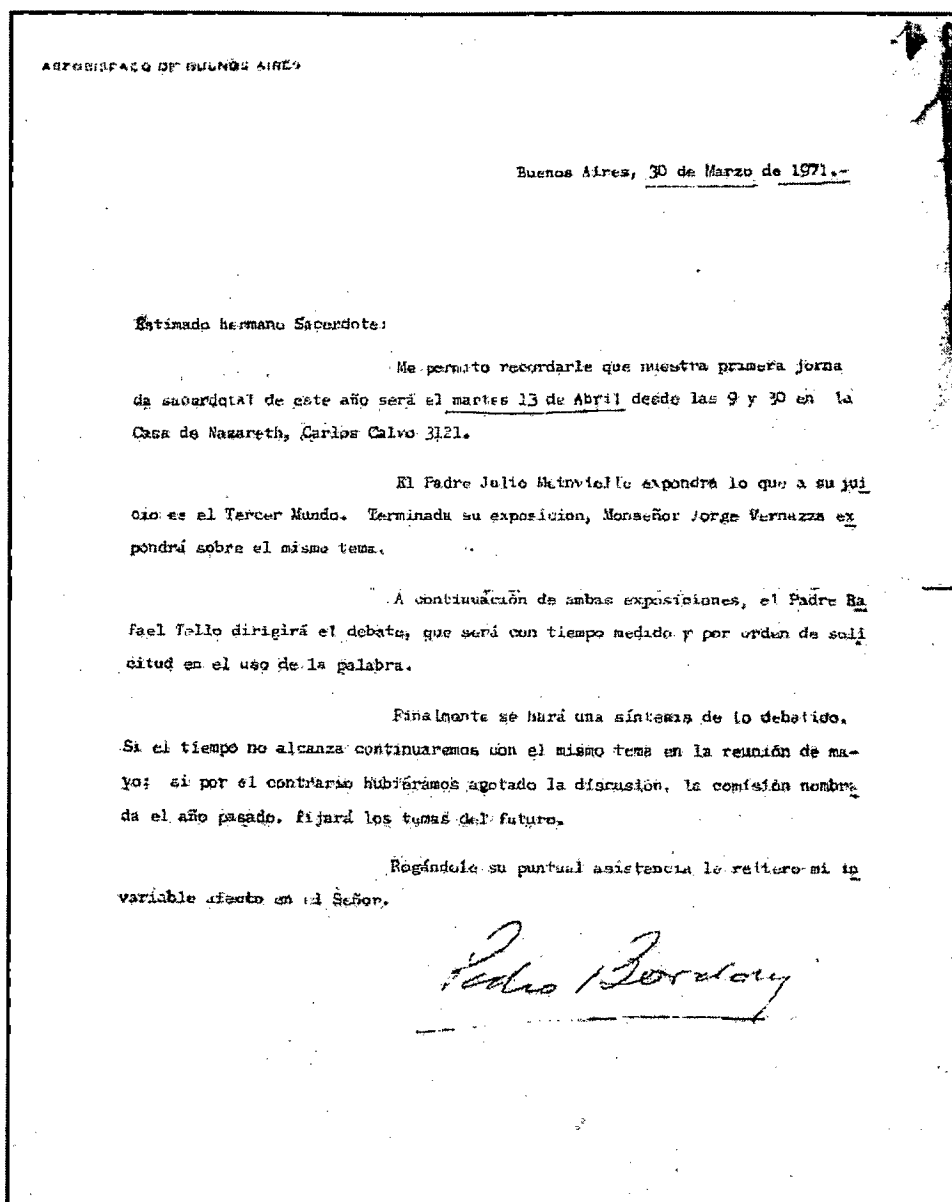 ARZOBISPADO DE BUENOS AIRES
Buenos Aires, 30 de Marzo de 1971.-
Estimado hermano Sacerdote:
Me permito recordarle que nuestra primera jorna
da sacerdotal de este año será el martes 13 de Abril desde las 9 y 30 en la
Casa de Nazareth, Carlos Calvo 3121.
El Padre Julio Meinvielle expondrá lo que a su jui
cio es el Tercer Mundo. Terminada su exposición, Monseñor Jorge Vernazza ex
pondrá sobre el mismo tema.
A continuación de ambas exposiciones, el Padre Ra
fael Tello dirigirá el debate, que será con tiempo medido y por orden de soli
citud en el uso de la palabra.
Finalmente se hará una síntesis de lo debatido.
Si el tiempo no alcanza continuaremos con el mismo tema en la reunión de ma-
yo; si por el contrario hubiéramos agotado la discusión, la comisión nombra
da el año pasado, fijará los temas del futuro.
Rogándole su puntual asistencia le reitero mi in
variable afecto en el Señor.
Pedro Bordagaray